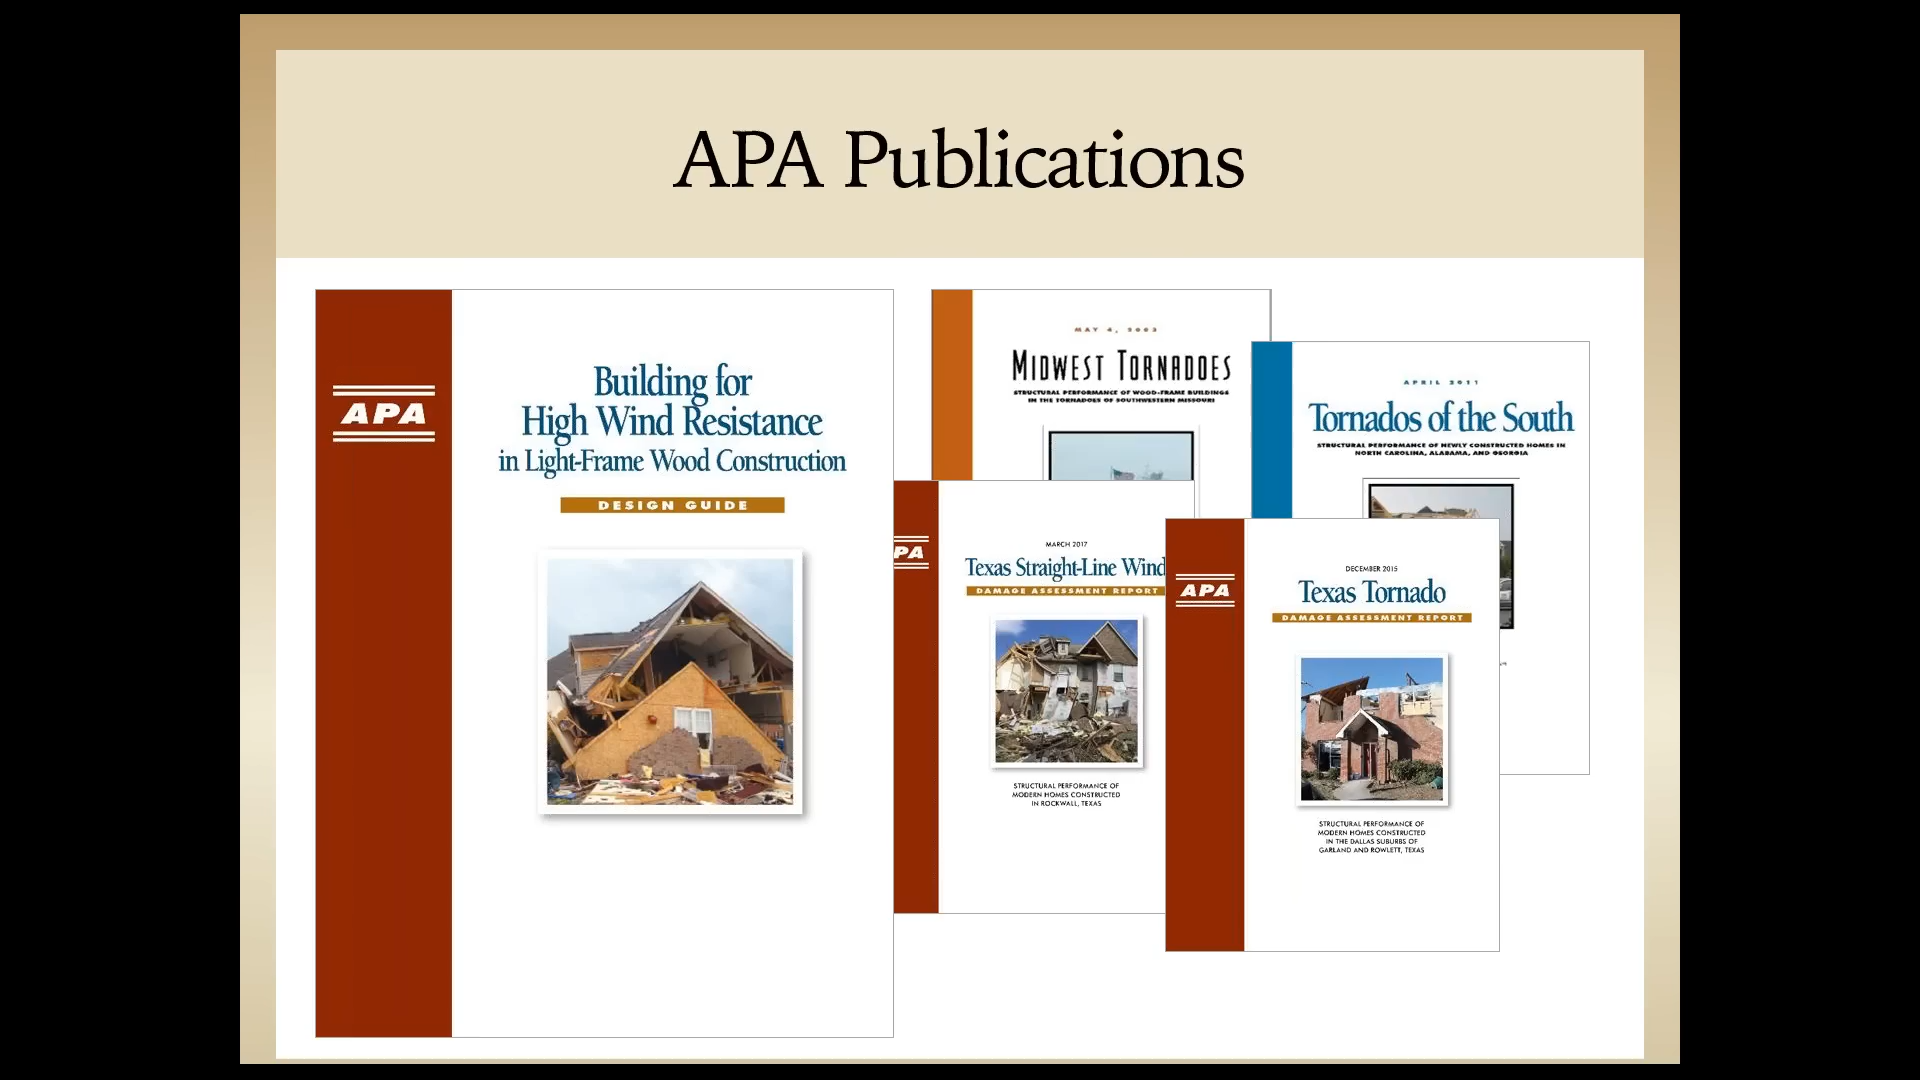 APA Publications
APA
Building for
High Wind Resistance
in Light-Frame Wood Construction
DESIGN GUIDE
MAY 4, 2003
MIDWEST TORNADOES
STRUCTURAL PERFORMANCE OF WOOD-FRAME BUILDINGS
IN THE TORNADOES OF SOUTHWESTERN MISSOURI
APRIL 2011
Tornados of the South
STRUCTURAL PERFORMANCE OF NEWLY CONSTRUCTED HOMES IN
NORTH CAROLINA, ALABAMA, AND GEORGIA
PA
MARCH 2017
Texas Straight-Line Wind
DAMAGE ASSESSMENT REPORT
STRUCTURAL PERFORMANCE OF
MODERN HOMES CONSTRUCTED
IN ROCKWALL, TEXAS
APA
DECEMBER 2015
Texas Tornado
DAMAGE ASSESSMENT REPORT
STRUCTURAL PERFORMANCE OF
MODERN HOMES CONSTRUCTED
IN THE DALLAS SUBURBS OF
GARLAND AND ROWLETT, TEXAS